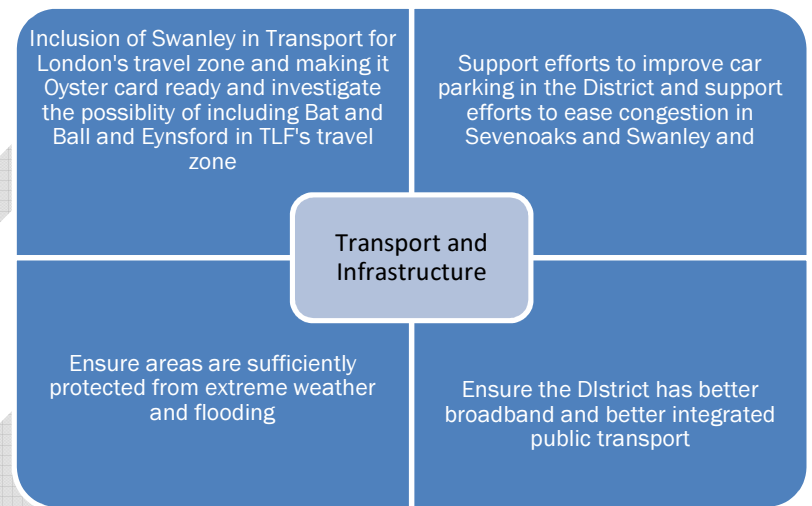 Inclusion of Swanley in Transport for
London's travel zone and making it
Oyster card ready and investigate
the possiblity of including Bat and
Ball and Eynsford in TLF's travel
zone
Support efforts to improve car
parking in the District and support
efforts to ease congestion in
Sevenoaks and Swanley and
Transport and
Infrastructure
Ensure areas are sufficiently
protected from extreme weather
and flooding
Ensure the DIstrict has better
broadband and better integrated
public transport